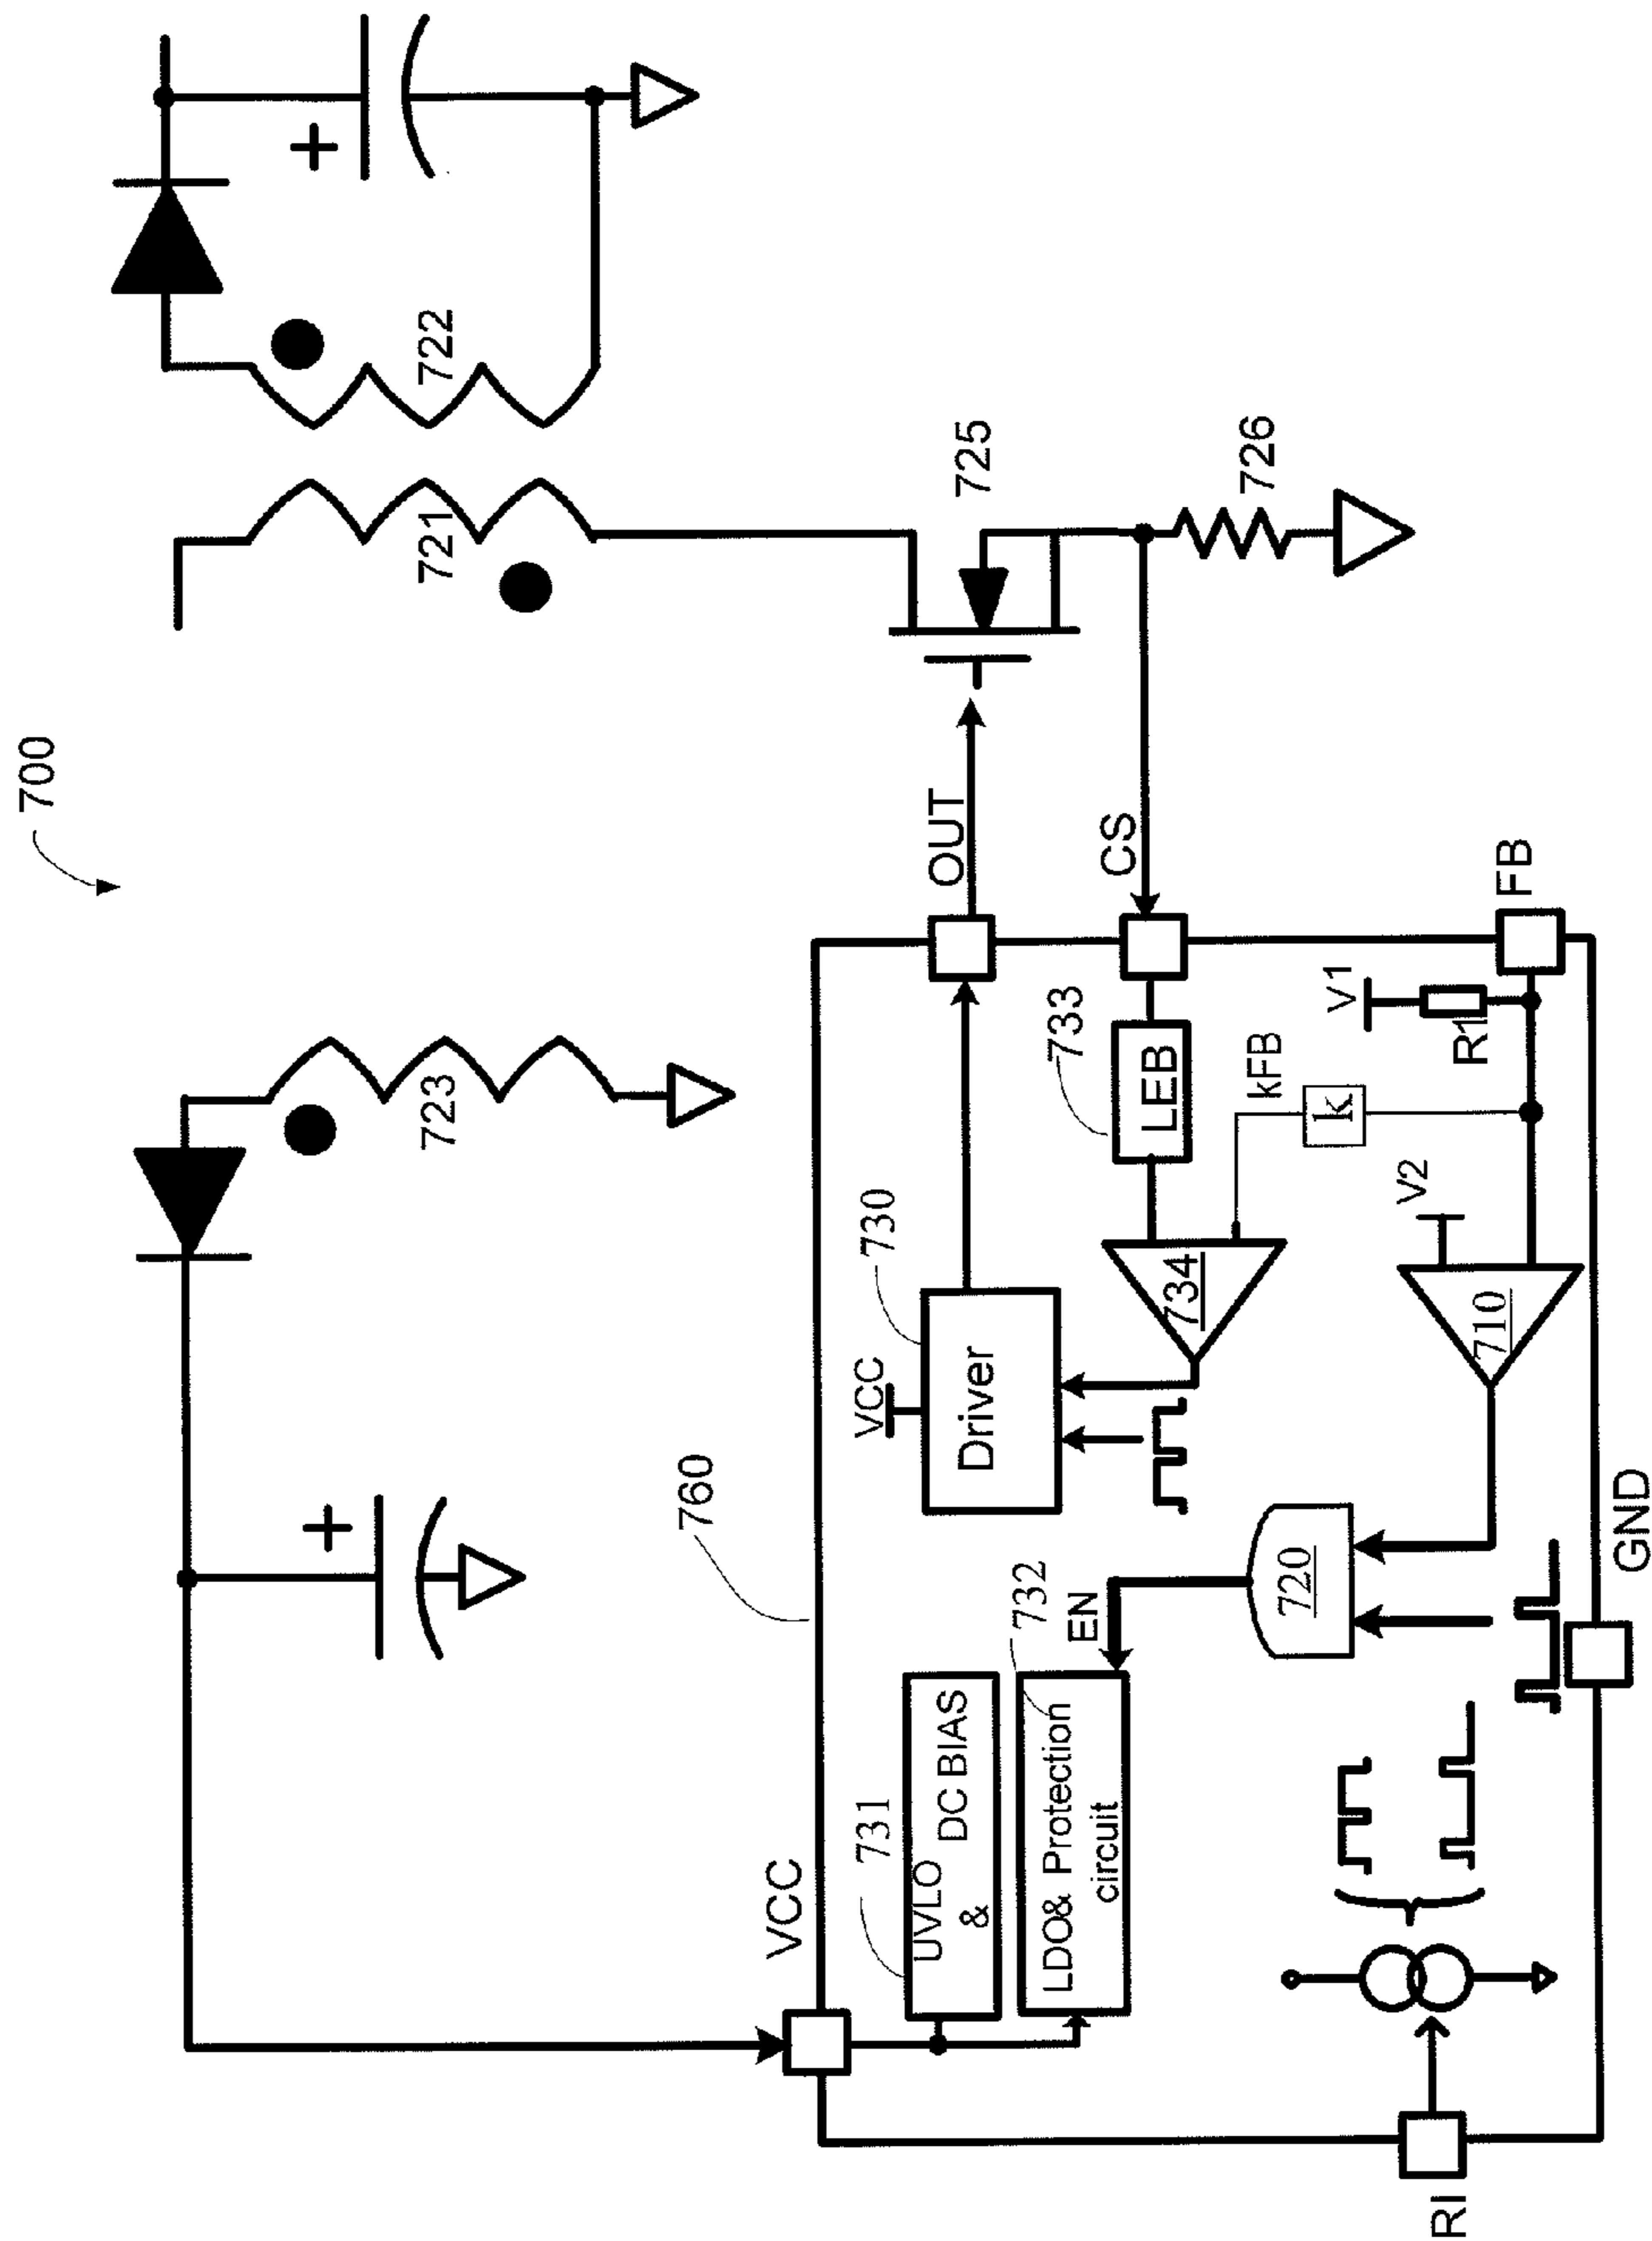 700
+
+
723
721
722
725
726
760
VCC
OUT
CS
FB
GND
RI
731
UVLO
&
DC BIAS
732
LDO& Protection
circuit
EN
VCC
730
Driver
733
LEB
734
kFB
k
V1
R1
V2
710
720